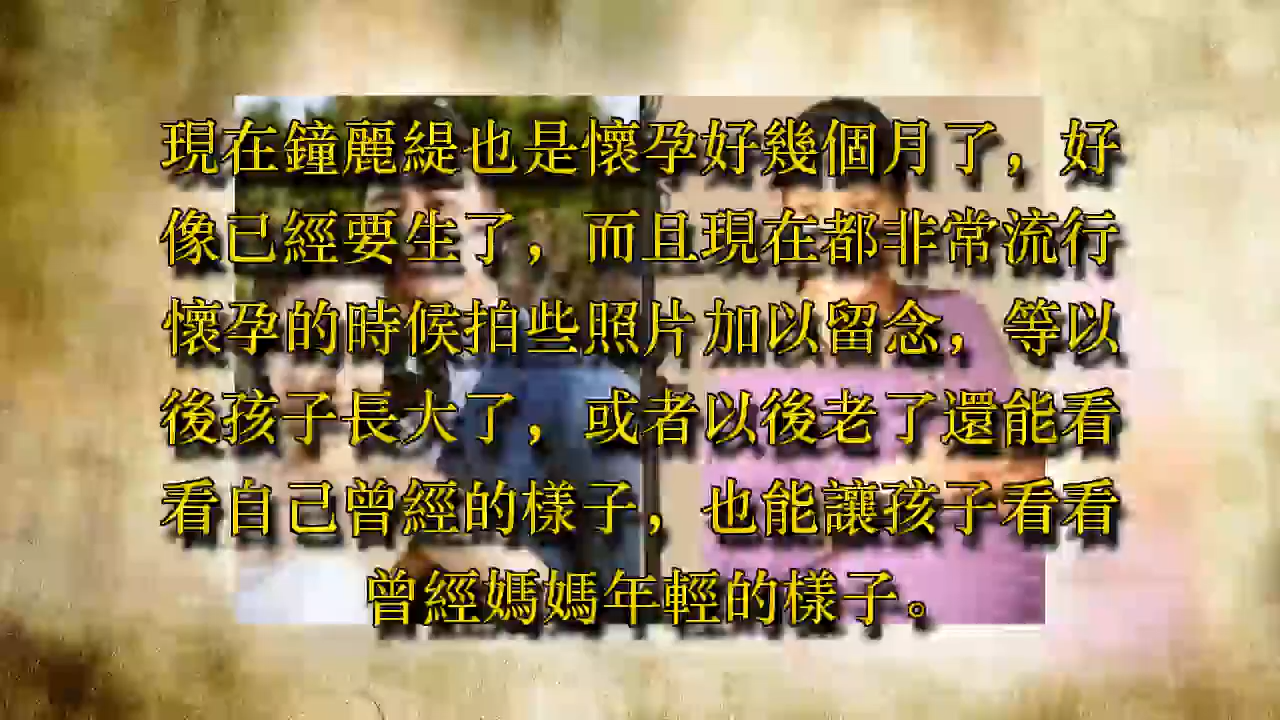 現在鐘麗緹也是懷孕好幾個月了，好
像已經要生了，而且現在都非常流行
懷孕的時候拍些照片加以留念，等以
後孩子長大了，或者以後老了還能看
看自己曾經的樣子，也能讓孩子看看
曾經媽媽年輕的樣子。